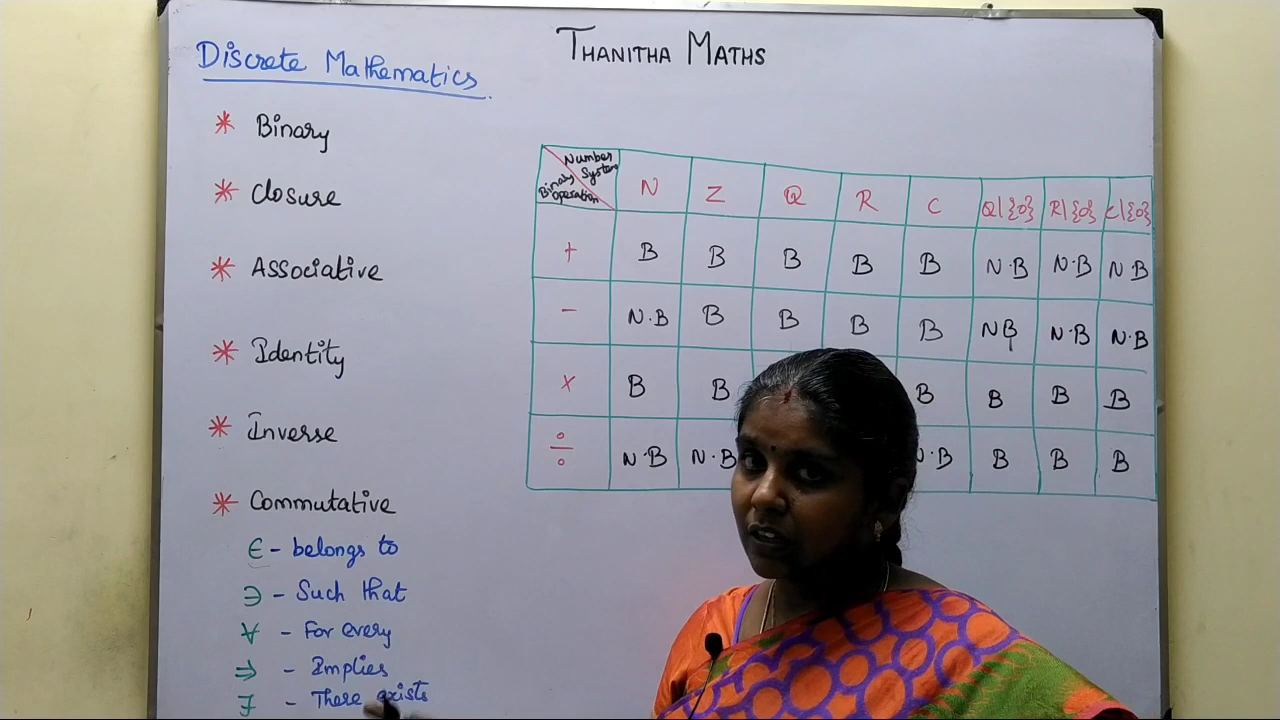 THANITHA MATHS
Discrete Mathematics
* Binary
* Closure
* Associative
* Identity
* Inverse
* Commutative
∈ - belongs to
∋ - Such that
∀ - For every
⇒ - Implies
∃ - There exists
Number System
Binary Operation
N Z Q R C Q|{0} R|{0} C|{0}
+ B B B B B N·B N·B N B
- N·B B B B B NB N·B N·B
× B B C B B B
÷ N·B N·B ·B B B B